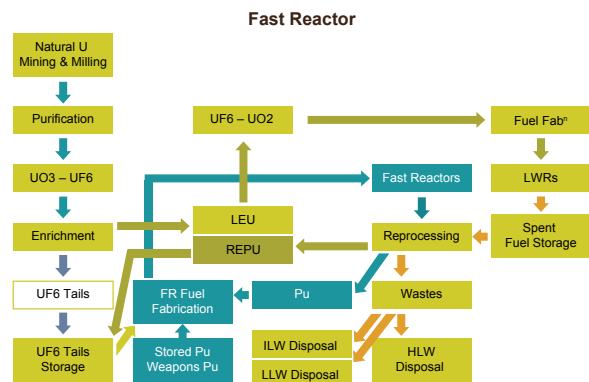 Fast Reactor
Natural U
Mining & Milling
Purification
UF6 – UO2
Fuel Fabⁿ
UO3 – UF6
Fast Reactors
LWRs
LEU
Enrichment
REPU
Reprocessing
Spent
Fuel Storage
UF6 Tails
FR Fuel
Fabrication
Pu
Wastes
UF6 Tails
Storage
Stored Pu
Weapons Pu
ILW Disposal
LLW Disposal
HLW
Disposal